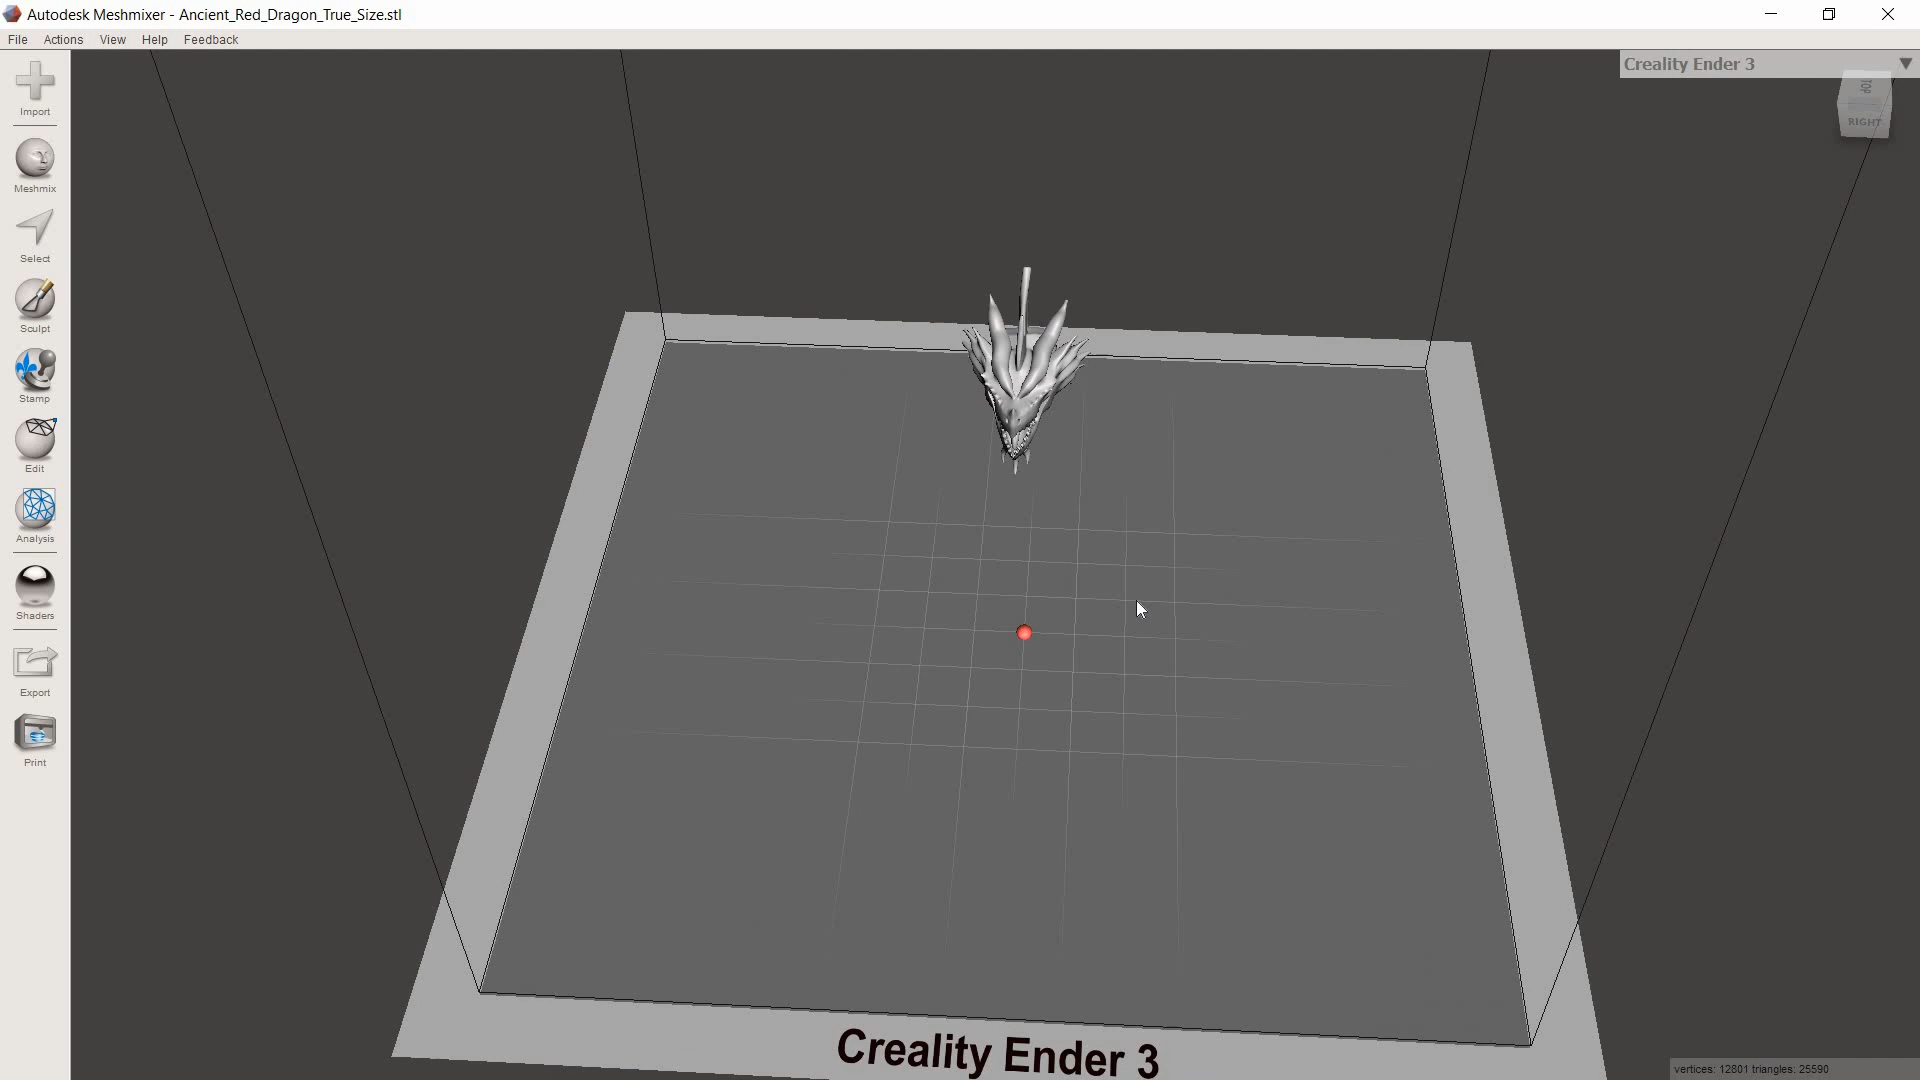 Autodesk Meshmixer - Ancient_Red_Dragon_True_Size.stl
File Actions View Help Feedback
Creality Ender 3
TOP
RIGHT
Import
Meshmix
Select
Sculpt
Stamp
Edit
Analysis
Shaders
Export
Print
Creality Ender 3
vertices: 12801 triangles: 25590